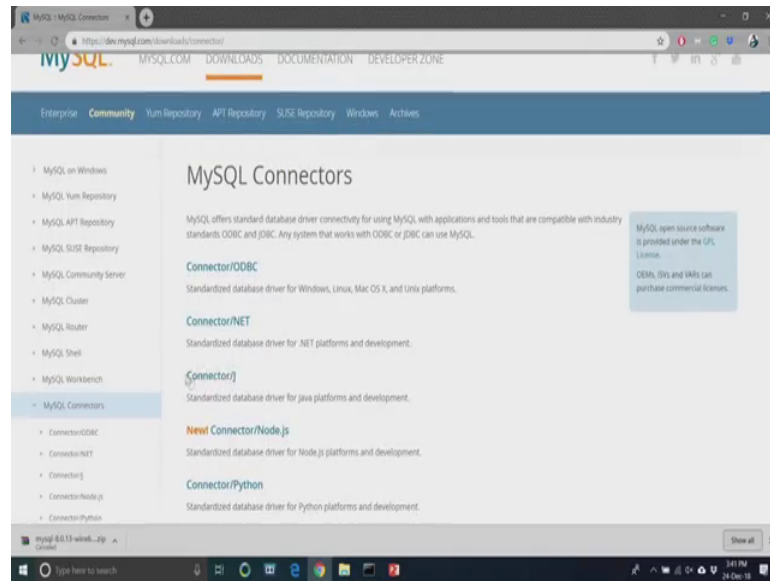 MySQL :: MySQL Connectors
https://dev.mysql.com/downloads/connector/
MySQL. MYSQL.COM DOWNLOADS DOCUMENTATION DEVELOPER ZONE
Enterprise Community Yum Repository APT Repository SUSE Repository Windows Archives
MySQL on Windows
MySQL Yum Repository
MySQL APT Repository
MySQL SUSE Repository
MySQL Community Server
MySQL Cluster
MySQL Router
MySQL Shell
MySQL Workbench
MySQL Connectors
Connector/ODBC
Connector/NET
Connector/J
Connector/Node.js
Connector/Python
MySQL Connectors
MySQL offers standard database driver connectivity for using MySQL with applications and tools that are compatible with industry
standards ODBC and JDBC. Any system that works with ODBC or JDBC can use MySQL.
Connector/ODBC
Standardized database driver for Windows, Linux, Mac OS X, and Unix platforms.
Connector/NET
Standardized database driver for .NET platforms and development.
Connector/J
Standardized database driver for Java platforms and development.
New! Connector/Node.js
Standardized database driver for Node.js platforms and development.
Connector/Python
Standardized database driver for Python platforms and development.
MySQL open source software
is provided under the GPL
License.
OEMs, ISVs and VARs can
purchase commercial licenses.
mysql-8.0.13-winx6....zip
Canceled
Show all
Type here to search
3:41 PM
24-Dec-18